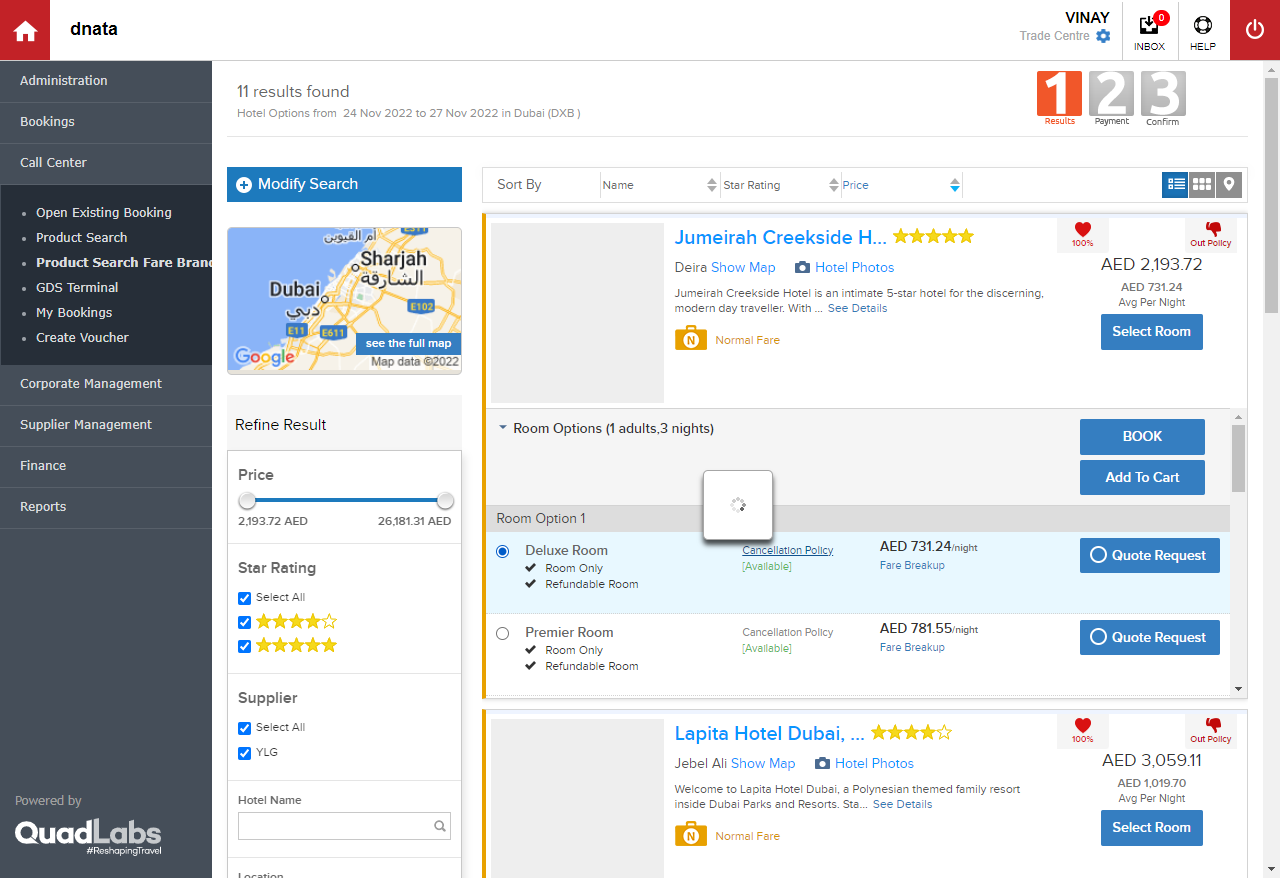 dnata
VINAY
Trade Centre
0
INBOX
HELP
Administration
Bookings
Call Center
Open Existing Booking
Product Search
Product Search Fare Bran
GDS Terminal
My Bookings
Create Voucher
Corporate Management
Supplier Management
Finance
Reports
Powered by
QuadLabs
#ReshapingTravel
11 results found
Hotel Options from 24 Nov 2022 to 27 Nov 2022 in Dubai (DXB )
1 2 3
Results Payment Confirm
Modify Search
أم القيوين
Sharjah
الشارقة
Dubai
دبي
E102
E11
E611
see the full map
Google
Map data ©2022
Refine Result
Price
2,193.72 AED 26,181.31 AED
Star Rating
Select All
Supplier
Select All
YLG
Hotel Name
Location
Sort By Name Star Rating Price
Jumeirah Creekside H...
100%
Out Policy
Deira Show Map Hotel Photos
AED 2,193.72
AED 731.24
Avg Per Night
Jumeirah Creekside Hotel is an intimate 5-star hotel for the discerning,
modern day traveller. With ... See Details
Select Room
N Normal Fare
Room Options (1 adults,3 nights)
BOOK
Add To Cart
Room Option 1
Deluxe Room Cancellation Policy AED 731.24/night Quote Request
Room Only [Available] Fare Breakup
Refundable Room
Premier Room Cancellation Policy AED 781.55/night Quote Request
Room Only [Available] Fare Breakup
Refundable Room
Lapita Hotel Dubai, ...
100%
Out Policy
Jebel Ali Show Map Hotel Photos
AED 3,059.11
AED 1,019.70
Avg Per Night
Welcome to Lapita Hotel Dubai, a Polynesian themed family resort
inside Dubai Parks and Resorts. Sta... See Details
Select Room
N Normal Fare